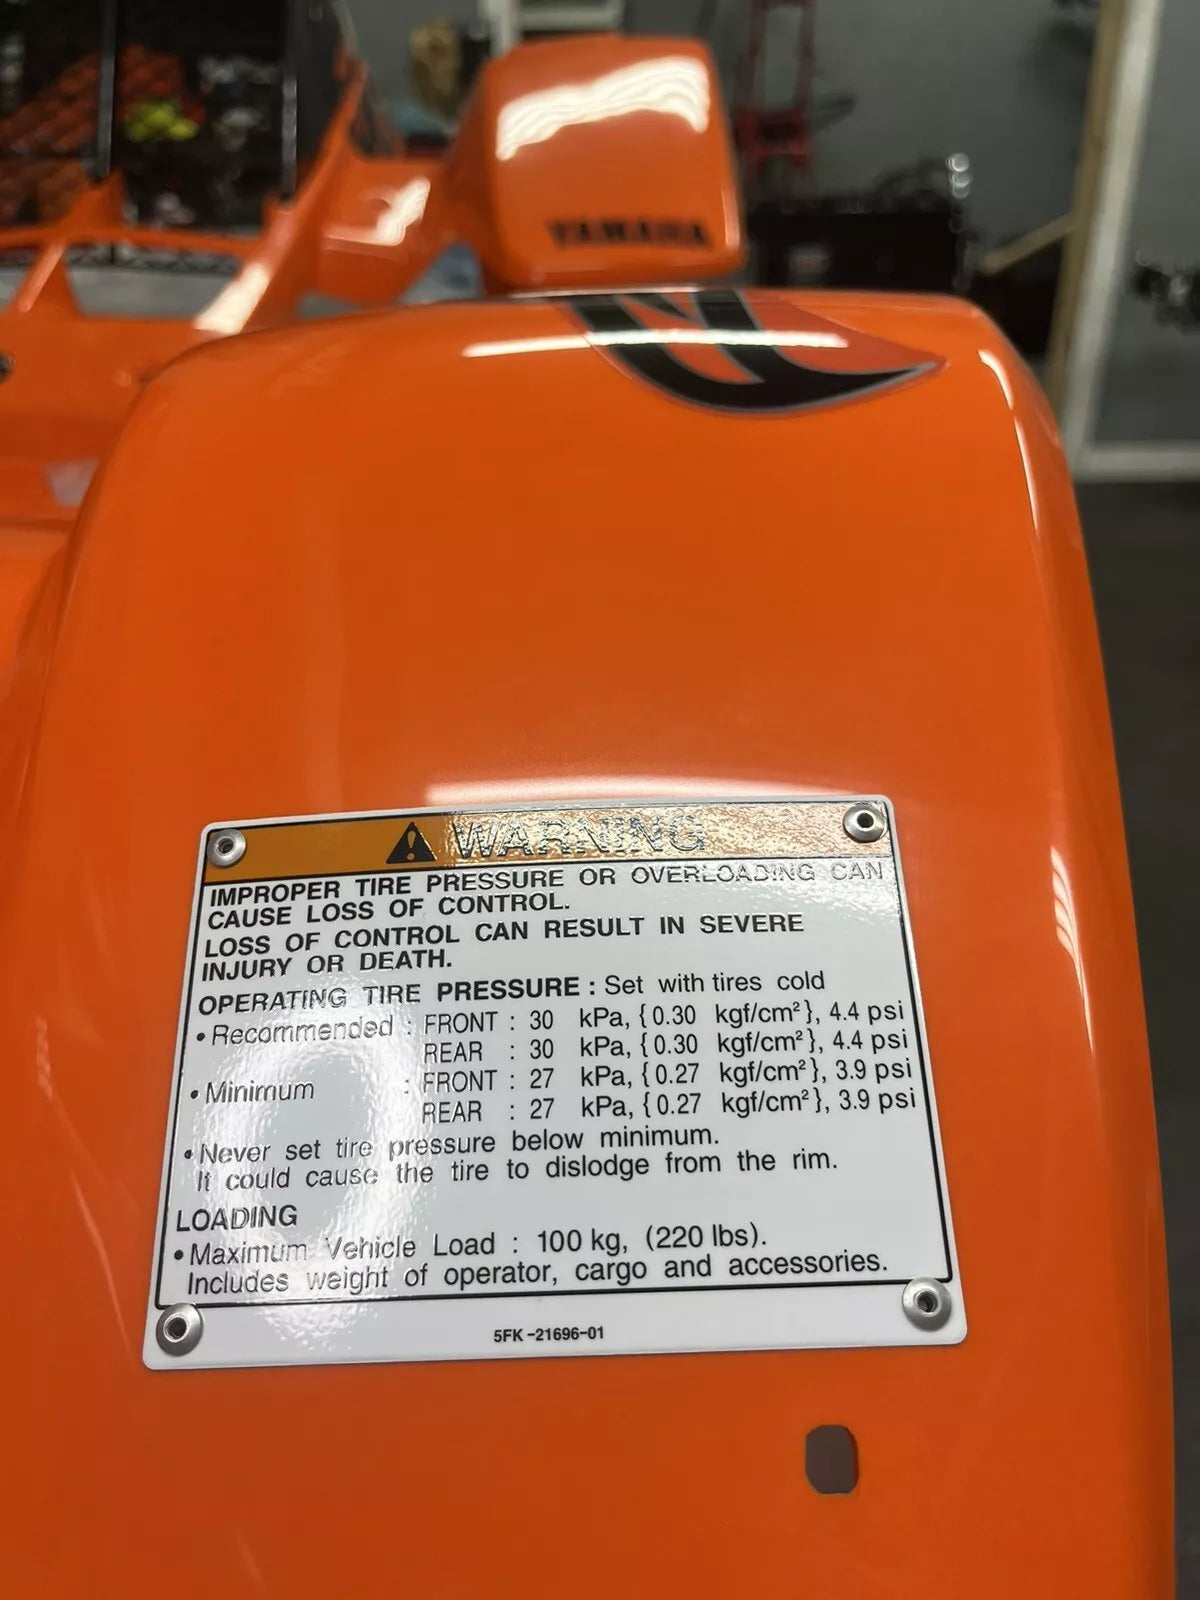 YAMAHA
WARNING
IMPROPER TIRE PRESSURE OR OVERLOADING CAN
CAUSE LOSS OF CONTROL.
LOSS OF CONTROL CAN RESULT IN SEVERE
INJURY OR DEATH.
OPERATING TIRE PRESSURE : Set with tires cold
• Recommended : FRONT : 30 kPa, {0.30 kgf/cm²}, 4.4 psi
REAR : 30 kPa, {0.30 kgf/cm²}, 4.4 psi
• Minimum : FRONT : 27 kPa, {0.27 kgf/cm²}, 3.9 psi
REAR : 27 kPa, {0.27 kgf/cm²}, 3.9 psi
• Never set tire pressure below minimum.
It could cause the tire to dislodge from the rim.
LOADING
• Maximum Vehicle Load : 100 kg, (220 lbs).
Includes weight of operator, cargo and accessories.
5FK-21696-01